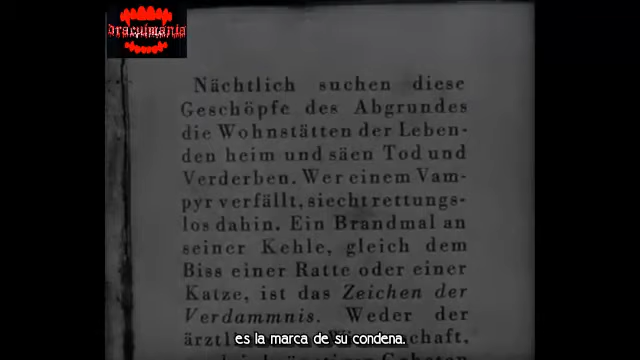 draculmania
Nächtlich suchen diese
Geschöpfe des Abgrundes
die Wohnstätten der Leben-
den heim und säen Tod und
Verderben. Wer einem Vam-
pyr verfällt, siecht rettungs-
los dahin. Ein Brandmal an
seiner Kehle, gleich dem
Biss einer Ratte oder einer
Katze, ist das Zeichen der
Verdammnis. Weder der
es la marca de su condena.